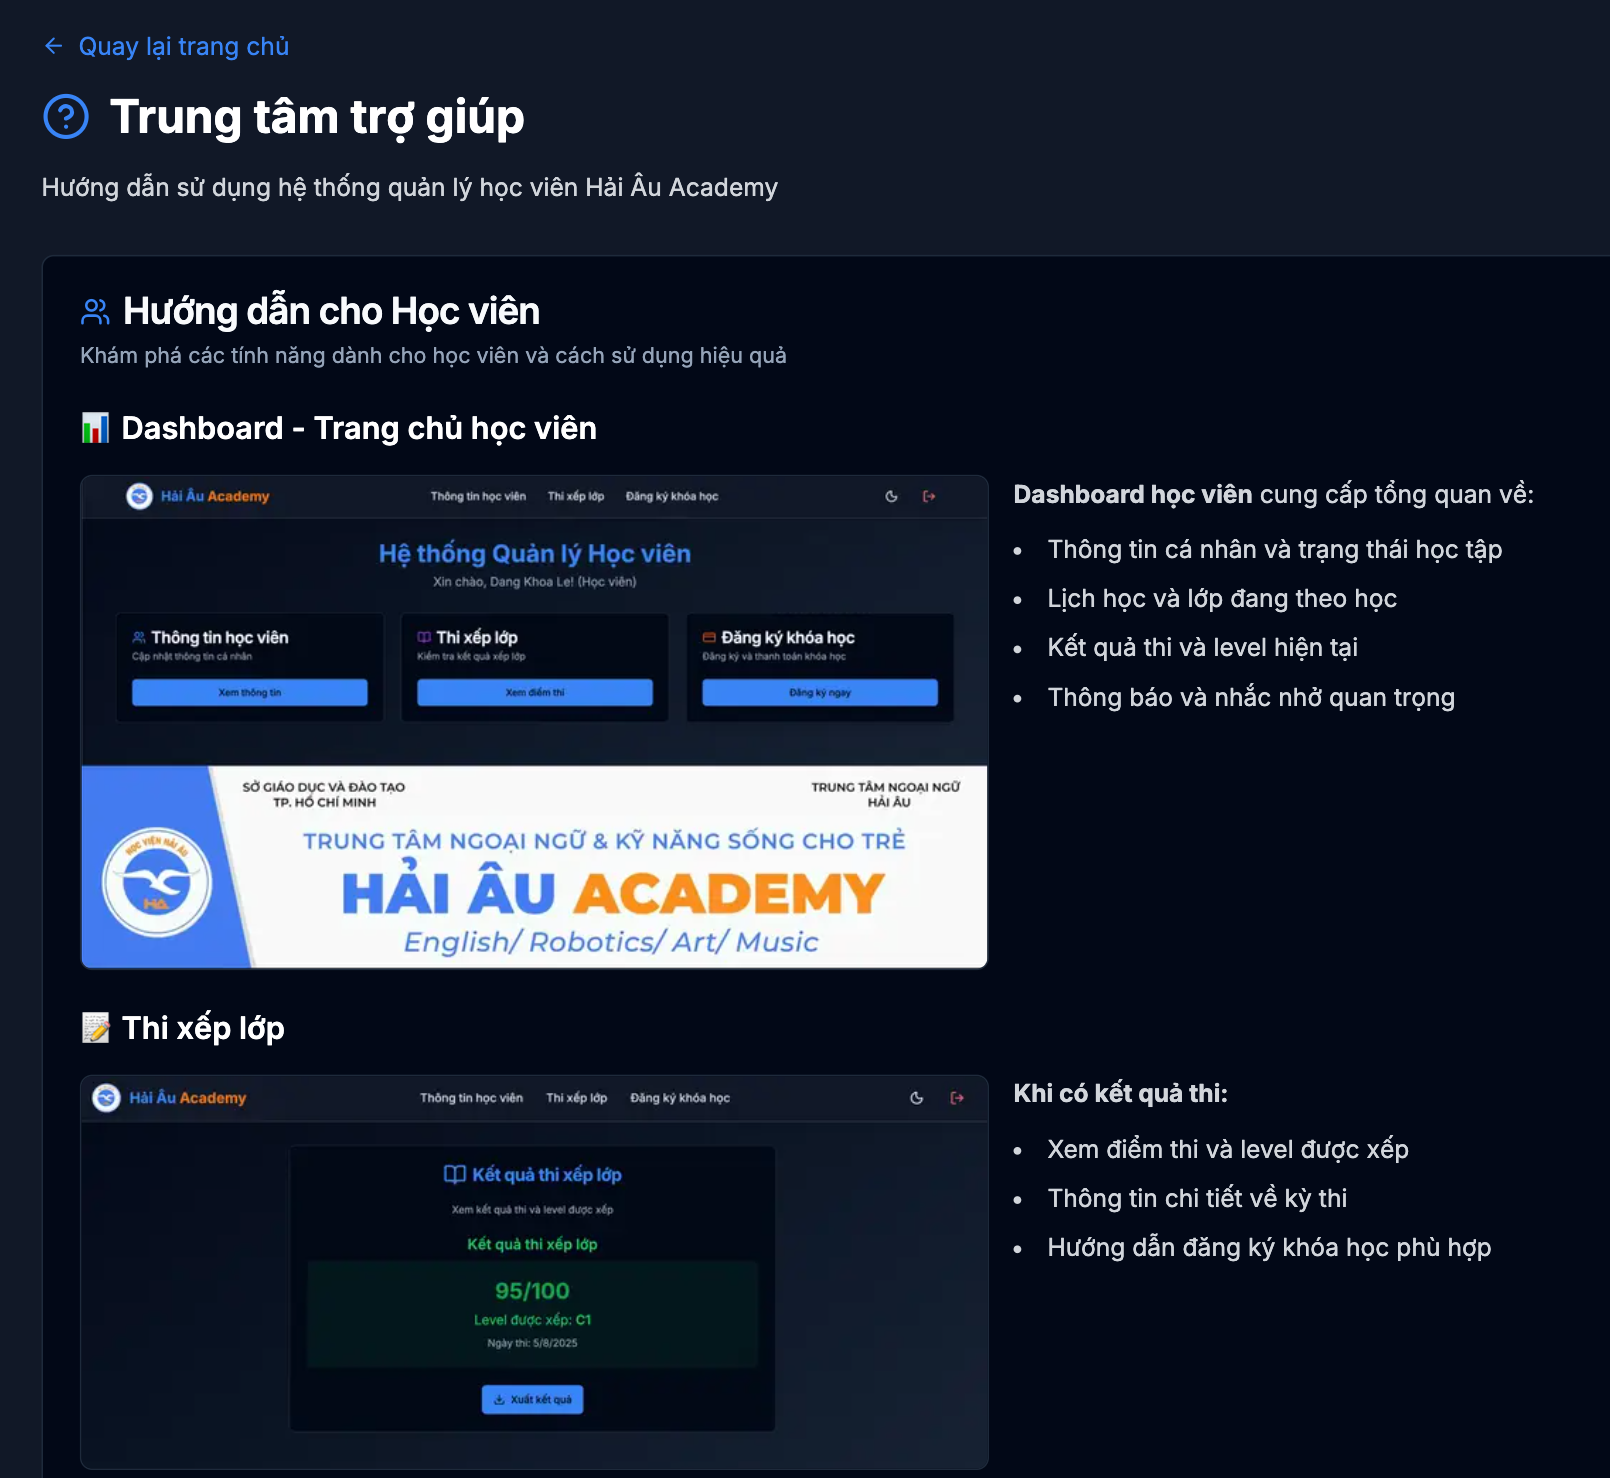 Quay lại trang chủ
Trung tâm trợ giúp
Hướng dẫn sử dụng hệ thống quản lý học viên Hải Âu Academy
Hướng dẫn cho Học viên
Khám phá các tính năng dành cho học viên và cách sử dụng hiệu quả
Dashboard - Trang chủ học viên
Hải Âu Academy
Thông tin học viên Thi xếp lớp Đăng ký khóa học
Hệ thống Quản lý Học viên
Xin chào, Dang Khoa Le! (Học viên)
Thông tin học viên
Cập nhật thông tin cá nhân
Xem thông tin
Thi xếp lớp
Kiểm tra kết quả xếp lớp
Xem điểm thi
Đăng ký khóa học
Đăng ký và thanh toán khóa học
Đăng ký ngay
SỞ GIÁO DỤC VÀ ĐÀO TẠO
TP. HỒ CHÍ MINH
TRUNG TÂM NGOẠI NGỮ
HẢI ÂU
HỌC VIỆN HẢI ÂU
HA
TRUNG TÂM NGOẠI NGỮ & KỸ NĂNG SỐNG CHO TRẺ
HẢI ÂU ACADEMY
English/ Robotics/ Art/ Music
Dashboard học viên cung cấp tổng quan về:
Thông tin cá nhân và trạng thái học tập
Lịch học và lớp đang theo học
Kết quả thi và level hiện tại
Thông báo và nhắc nhở quan trọng
Thi xếp lớp
Hải Âu Academy
Thông tin học viên Thi xếp lớp Đăng ký khóa học
Kết quả thi xếp lớp
Xem kết quả thi và level được xếp
Kết quả thi xếp lớp
95/100
Level được xếp: C1
Ngày thi: 5/8/2025
Xuất kết quả
Khi có kết quả thi:
Xem điểm thi và level được xếp
Thông tin chi tiết về kỳ thi
Hướng dẫn đăng ký khóa học phù hợp